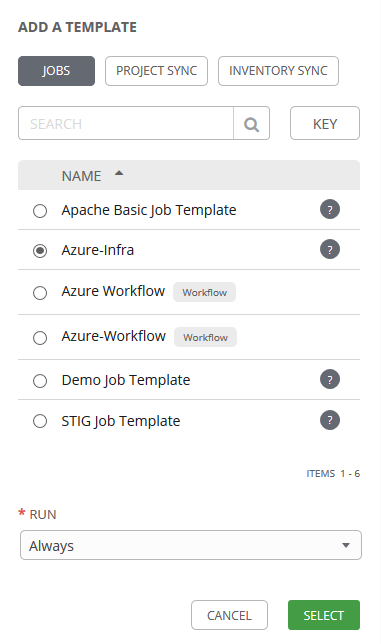 ADD A TEMPLATE
JOBS PROJECT SYNC INVENTORY SYNC
SEARCH KEY
NAME
Apache Basic Job Template ?
Azure-Infra ?
Azure Workflow Workflow
Azure-Workflow Workflow
Demo Job Template ?
STIG Job Template ?
ITEMS 1 - 6
* RUN
Always
CANCEL SELECT